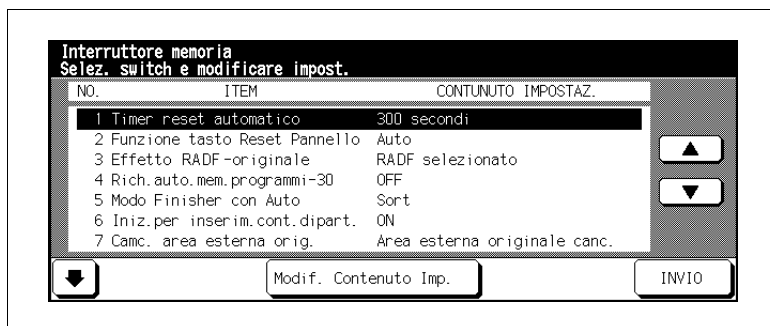 Interruttore memoria
Selez. switch e modificare impost.
NO. ITEM CONTUNUTO IMPOSTAZ.
1 Timer reset automatico 300 secondi
2 Funzione tasto Reset Pannello Auto
3 Effetto RADF-originale RADF selezionato
4 Rich.auto.mem.programmi-30 OFF
5 Modo Finisher con Auto Sort
6 Iniz.per inserim.cont.dipart. ON
7 Camc. area esterna orig. Area esterna originale canc.
Modif. Contenuto Imp. INVIO